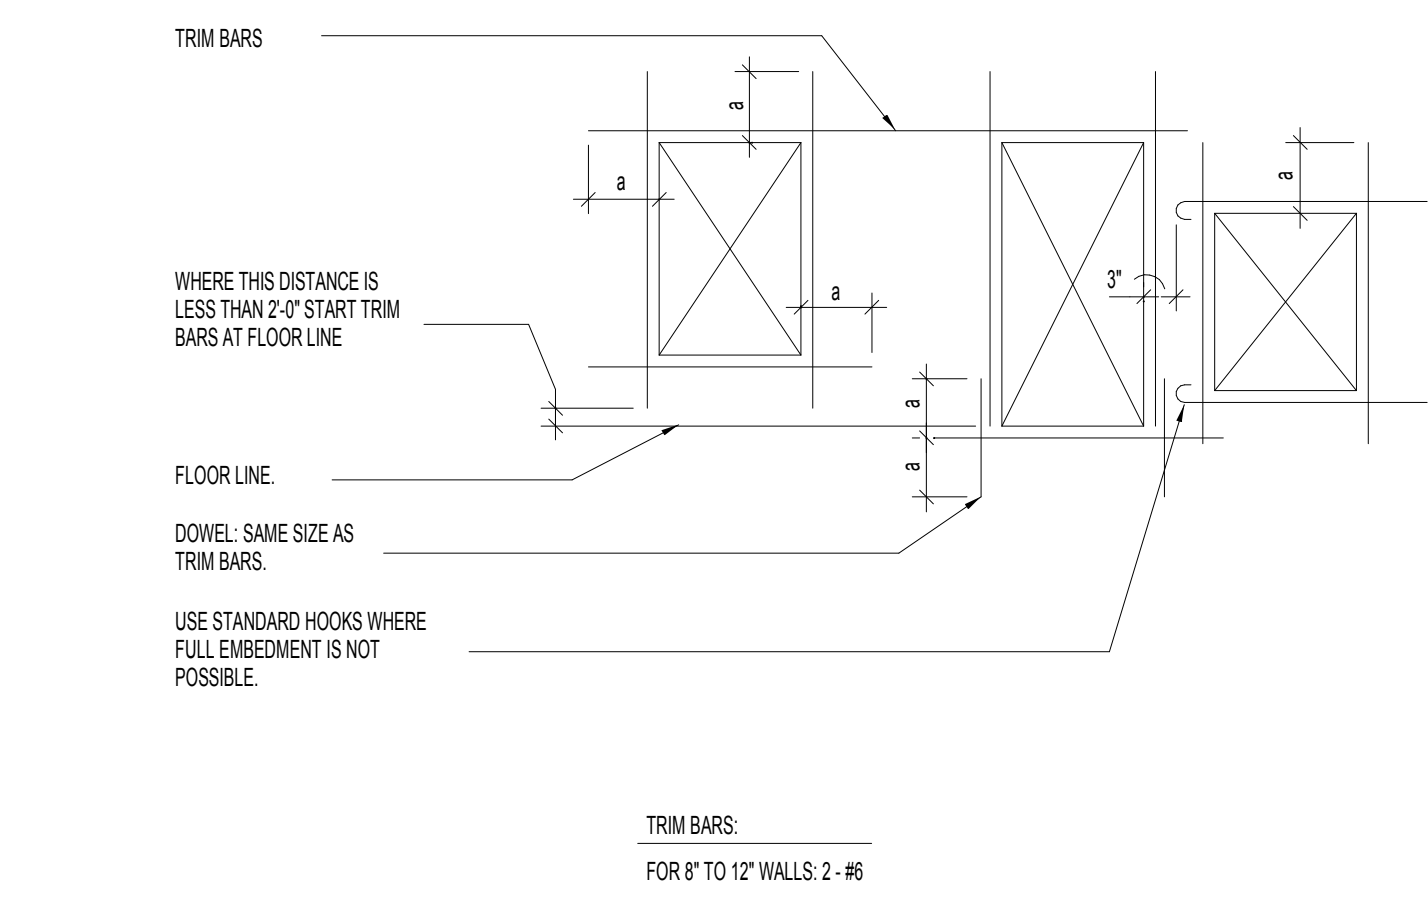 TRIM BARS
a
a
a
a
3"
WHERE THIS DISTANCE IS
LESS THAN 2'-0" START TRIM
BARS AT FLOOR LINE
a
a
FLOOR LINE.
DOWEL: SAME SIZE AS
TRIM BARS.
USE STANDARD HOOKS WHERE
FULL EMBEDMENT IS NOT
POSSIBLE.
TRIM BARS:
FOR 8" TO 12" WALLS: 2 - #6